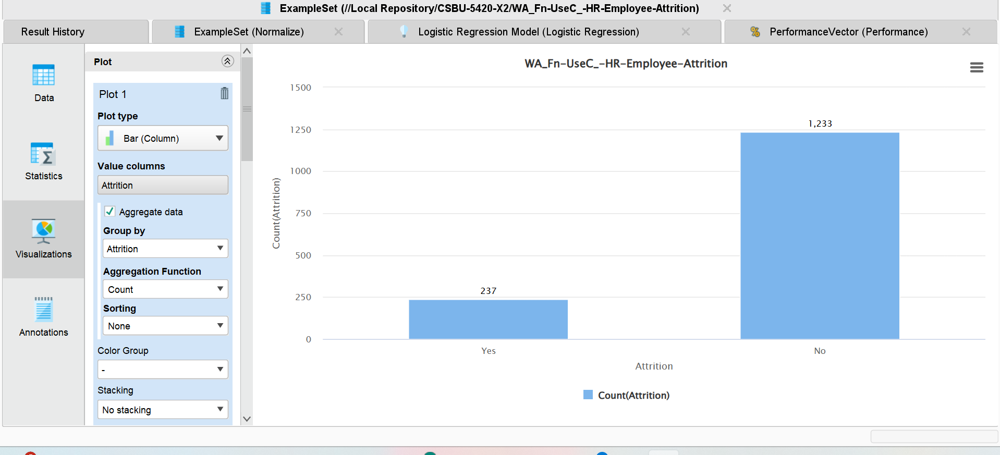 ExampleSet (//Local Repository/CSBU-5420-X2/WA_Fn-UseC_-HR-Employee-Attrition)
Result History
ExampleSet (Normalize)
Logistic Regression Model (Logistic Regression)
PerformanceVector (Performance)
Data
Statistics
Visualizations
Annotations
Plot
Plot 1
Plot type
Bar (Column)
Value columns
Attrition
Aggregate data
Group by
Attrition
Aggregation Function
Count
Sorting
None
Color Group
-
Stacking
No stacking
WA_Fn-UseC_-HR-Employee-Attrition
Count(Attrition)
1500
1250
1000
750
500
250
0
237
1,233
Yes
No
Attrition
Count(Attrition)